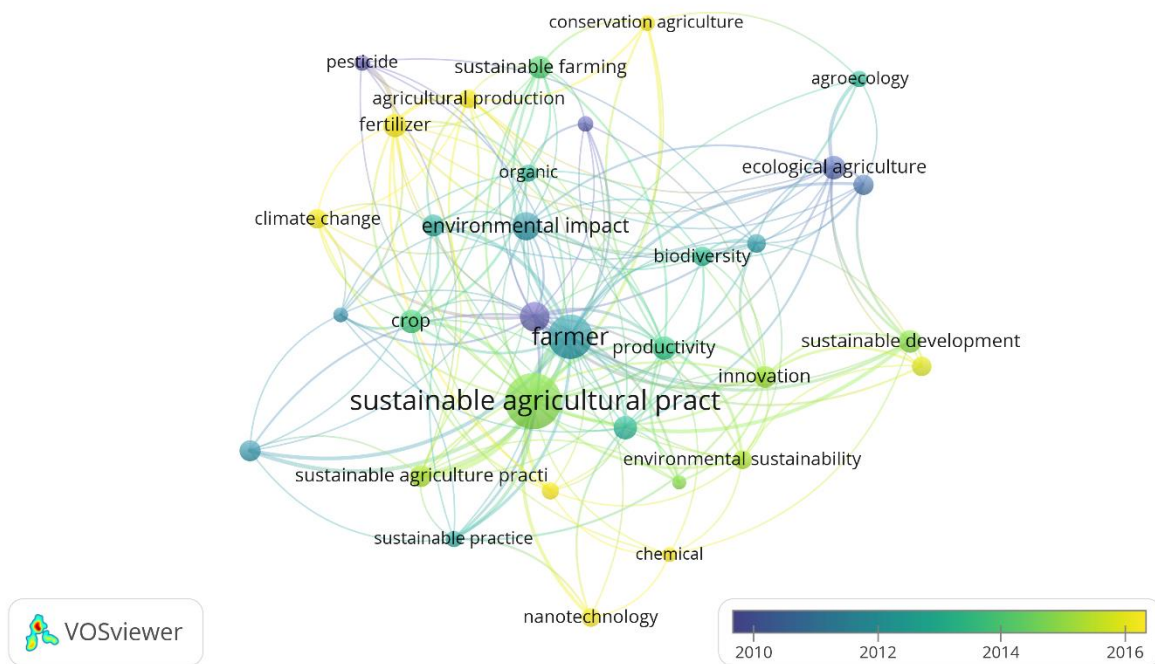 conservation agriculture
pesticide
sustainable farming
agroecology
agricultural production
fertilizer
ecological agriculture
organic
climate change
environmental impact
biodiversity
crop
farmer
productivity
sustainable development
innovation
sustainable agricultural pract
environmental sustainability
sustainable agriculture practi
sustainable practice
chemical
nanotechnology
VOSviewer
2010 2012 2014 2016